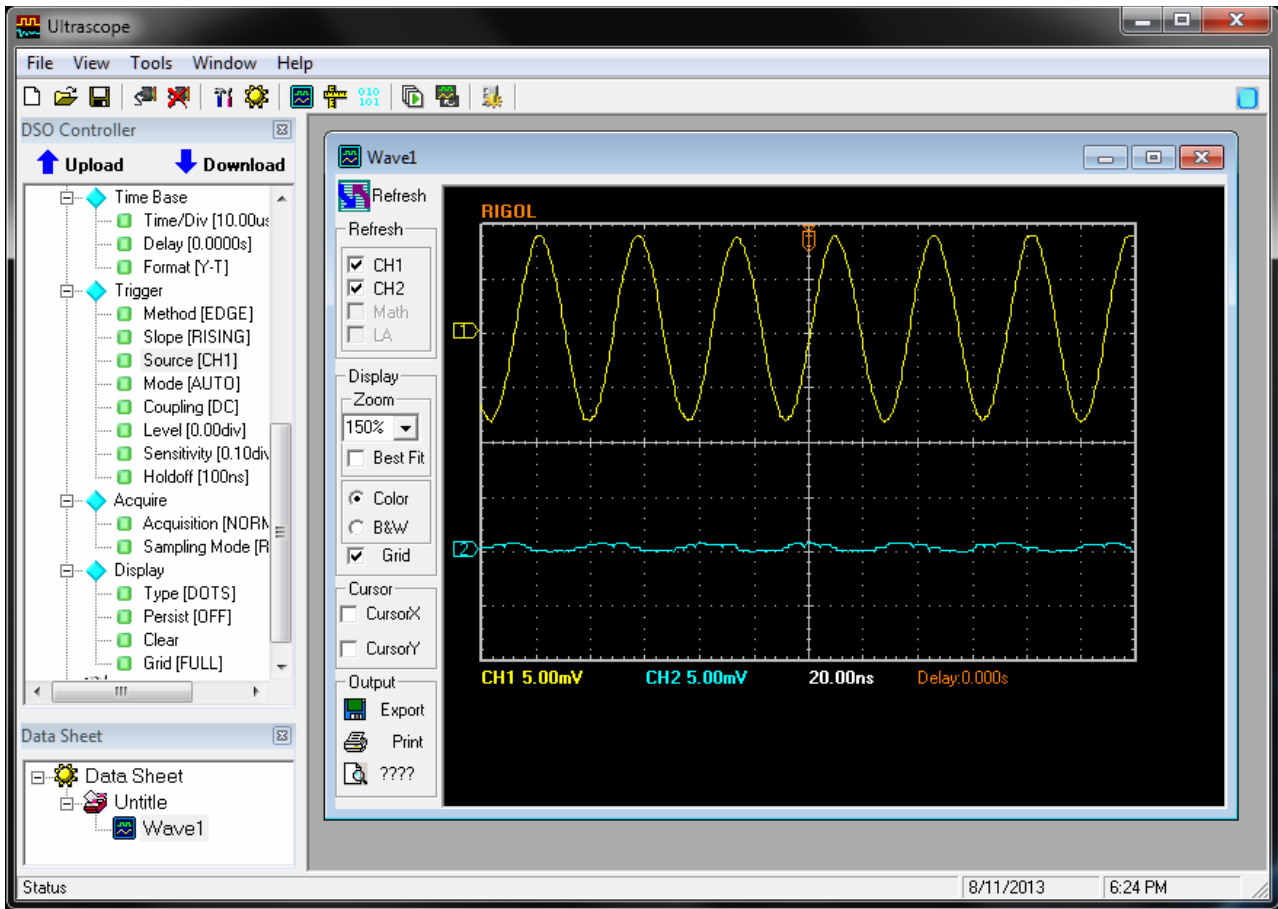 Ultrascope
File View Tools Window Help
010
101
DSO Controller
Upload Download
Time Base
Time/Div [10.00us
Delay [0.0000s]
Format [Y-T]
Trigger
Method [EDGE]
Slope [RISING]
Source [CH1]
Mode [AUTO]
Coupling [DC]
Level [0.00div]
Sensitivity [0.10div
Holdoff [100ns]
Acquire
Acquisition [NORM
Sampling Mode [R
Display
Type [DOTS]
Persist [OFF]
Clear
Grid [FULL]
Data Sheet
Data Sheet
Untitle
Wave1
Wave1
Refresh
Refresh
CH1
CH2
Math
LA
Display
Zoom
150%
Best Fit
Color
B&W
Grid
Cursor
CursorX
CursorY
Output
Export
Print
????
RIGOL
T
1
2
CH1 5.00mV CH2 5.00mV 20.00ns Delay:0.000s
Status 8/11/2013 6:24 PM